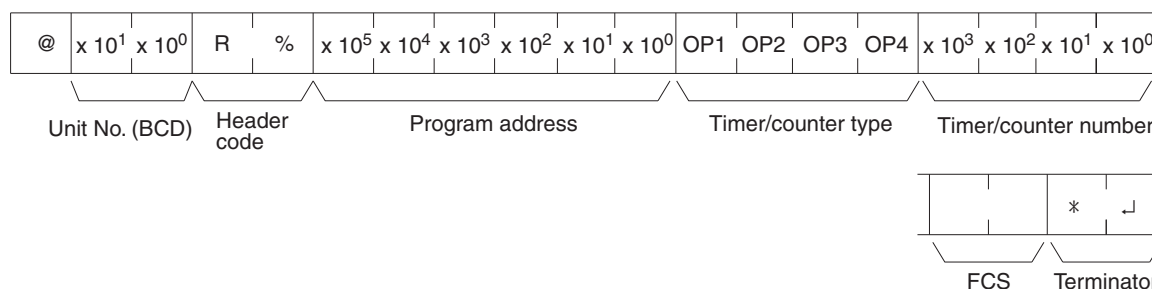 @ x 10¹ x 10⁰ R % x 10⁵ x 10⁴ x 10³ x 10² x 10¹ x 10⁰ OP1 OP2 OP3 OP4 x 10³ x 10² x 10¹ x 10⁰
Unit No. (BCD) Header code Program address Timer/counter type Timer/counter number
* ↵
FCS Terminator